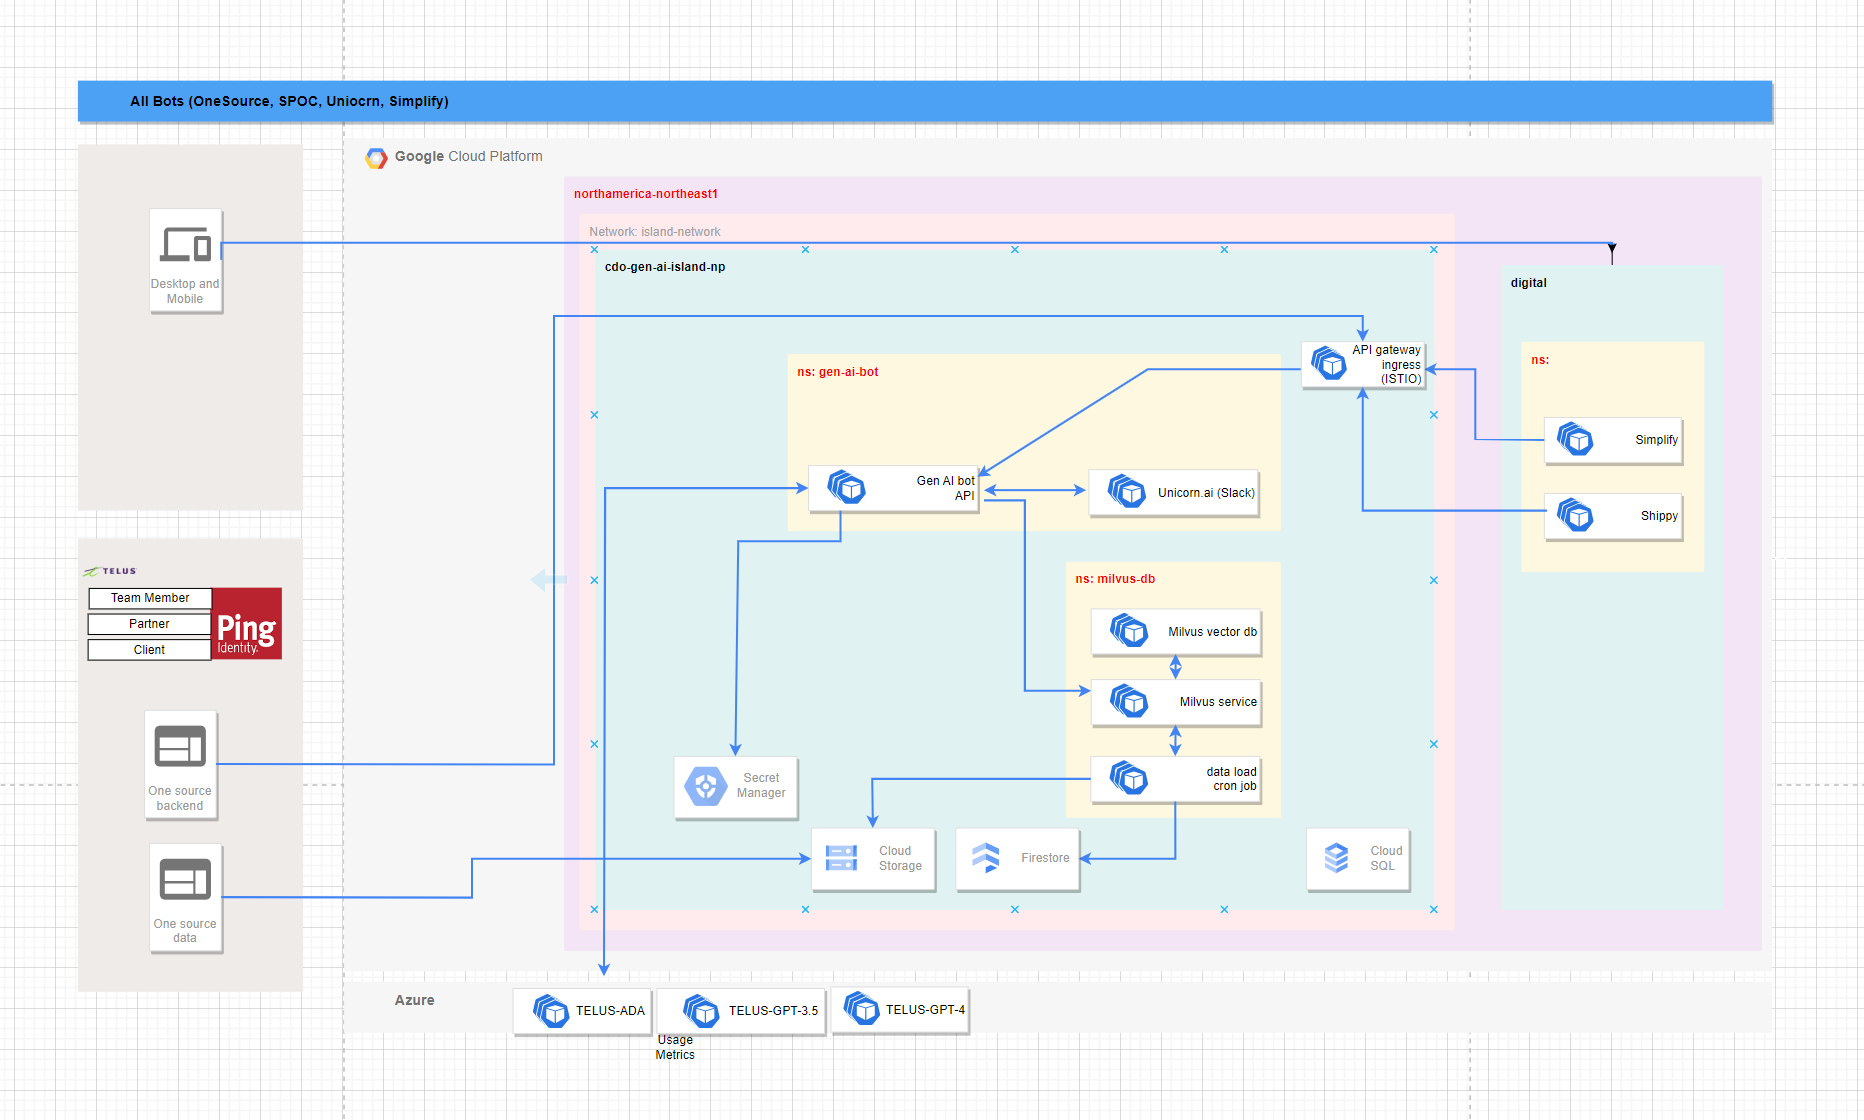 All Bots (OneSource, SPOC, Uniocrn, Simplify)
Google Cloud Platform
northamerica-northeast1
Network: island-network
cdo-gen-ai-island-np
digital
Desktop and
Mobile
API gateway
ingress
(ISTIO)
ns: gen-ai-bot
ns:
Simplify
Gen AI bot
API
Unicorn.ai (Slack)
Shippy
TELUS
Team Member
Partner
Client
Ping
Identity.
ns: milvus-db
Milvus vector db
Milvus service
data load
cron job
Secret
Manager
One source
backend
Cloud
Storage
Firestore
Cloud
SQL
One source
data
Azure
TELUS-ADA
TELUS-GPT-3.5
TELUS-GPT-4
Usage
Metrics